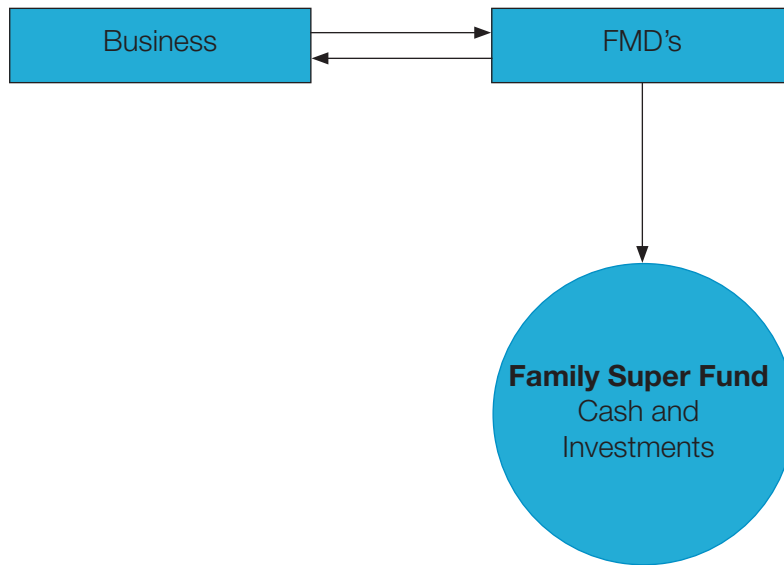 Business
FMD’s
Family Super Fund
Cash and
Investments